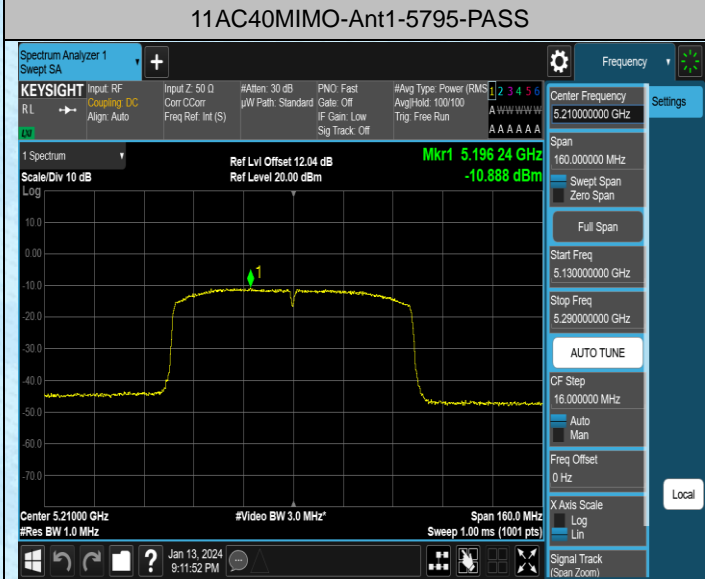 11AC40MIMO-Ant1-5795-PASS
Spectrum Analyzer 1
Swept SA
Frequency
KEYSIGHT
RL
LXI
Input: RF
Coupling: DC
Align: Auto
Input Z: 50 Ω
Corr CCorr
Freq Ref: Int (S)
#Atten: 30 dB
µW Path: Standard
PNO: Fast
Gate: Off
IF Gain: Low
Sig Track: Off
#Avg Type: Power (RMS
Avg|Hold: 100/100
Trig: Free Run
1 2 3 4 5 6
A W W W W W
A A A A A A
Center Frequency
5.210000000 GHz
Settings
Span
160.000000 MHz
Swept Span
Zero Span
Full Span
Start Freq
5.130000000 GHz
Stop Freq
5.290000000 GHz
AUTO TUNE
CF Step
16.000000 MHz
Auto
Man
Freq Offset
0 Hz
X Axis Scale
Log
Lin
Local
Signal Track
(Span Zoom)
1 Spectrum
Scale/Div 10 dB
Ref Lvl Offset 12.04 dB
Ref Level 20.00 dBm
Mkr1 5.196 24 GHz
-10.888 dBm
Log
10.0
0.00
1
-10.0
-20.0
-30.0
-40.0
-50.0
-60.0
-70.0
Center 5.21000 GHz
#Video BW 3.0 MHz*
Span 160.0 MHz
#Res BW 1.0 MHz
Sweep 1.00 ms (1001 pts)
?
Jan 13, 2024
9:11:52 PM